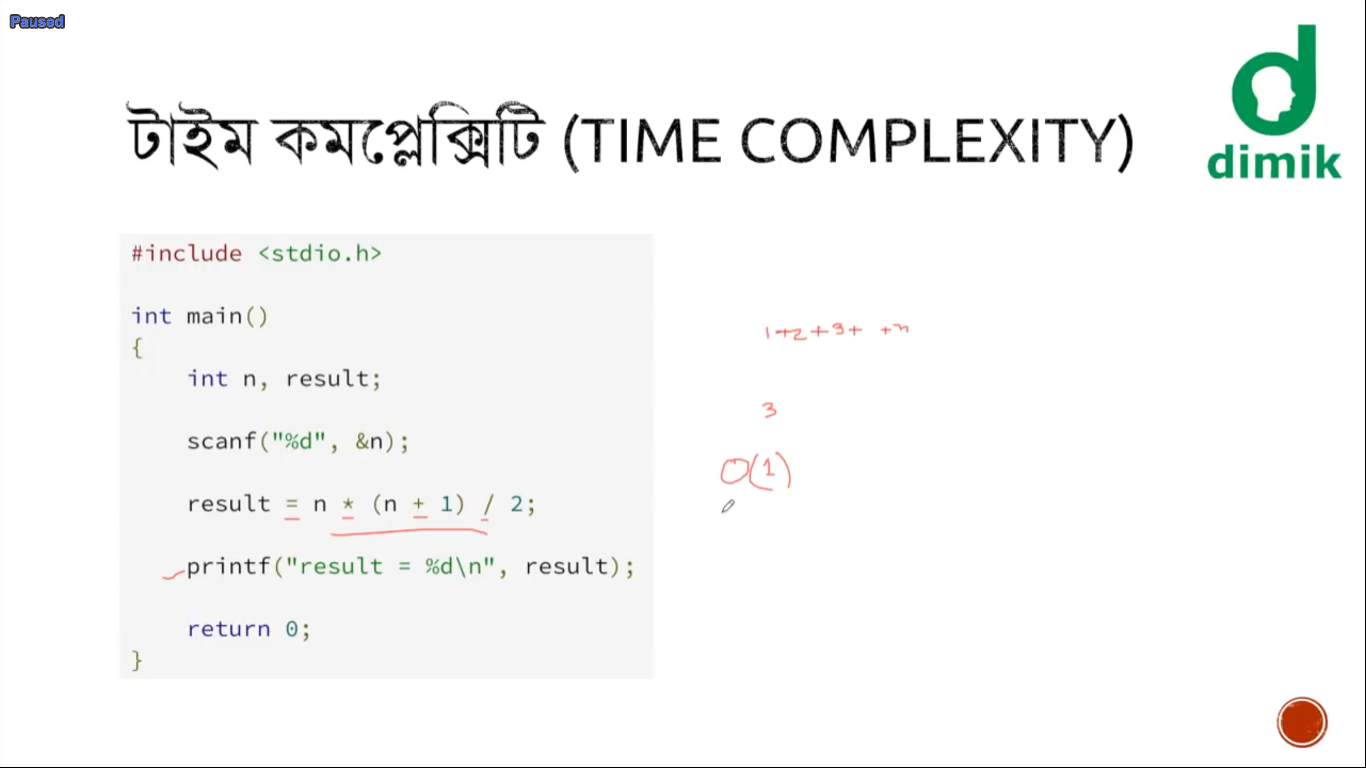 Paused
টাইম কমপ্লেক্সিটি (TIME COMPLEXITY)
dimik
#include <stdio.h>
int main()
{
int n, result;
scanf("%d", &n);
result = n * (n + 1) / 2;
printf("result = %d\n", result);
return 0;
}
1+2+3+ +n
3
O(1)